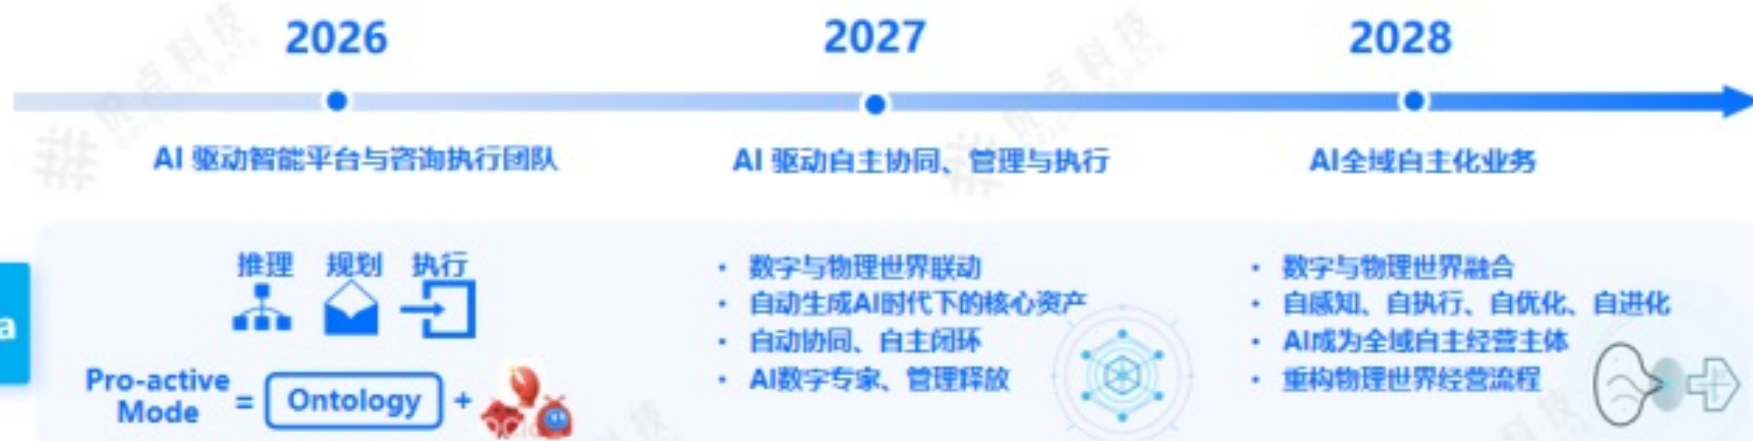 2026
2027
2028
AI 驱动智能平台与咨询执行团队
AI 驱动自主协同、管理与执行
AI全域自主化业务
推理 规划 执行
Pro-active
Mode
=
Ontology
+
• 数字与物理世界联动
• 自动生成AI时代下的核心资产
• 自动协同、自主闭环
• AI数字专家、管理释放
• 数字与物理世界融合
• 自感知、自执行、自优化、自进化
• AI成为全域自主经营主体
• 重构物理世界经营流程
a